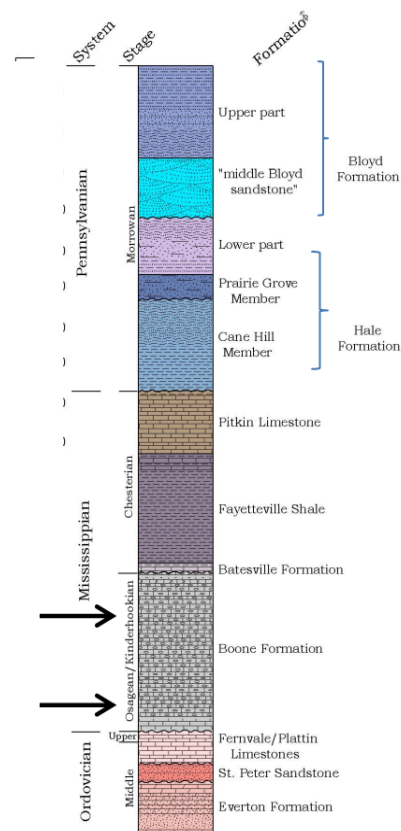 System
Stage
Formation
Upper part
"middle Bloyd
sandstone"
Bloyd
Formation
Lower part
Prairie Grove
Member
Cane Hill
Member
Hale
Formation
Pennsylvanian
Morrowan
Pitkin Limestone
Fayetteville Shale
Batesville Formation
Boone Formation
Mississippian
Chesterian
Osagean/Kinderhookian
Fernvale/Plattin
Limestones
St. Peter Sandstone
Everton Formation
Ordovician
Upper
Middle